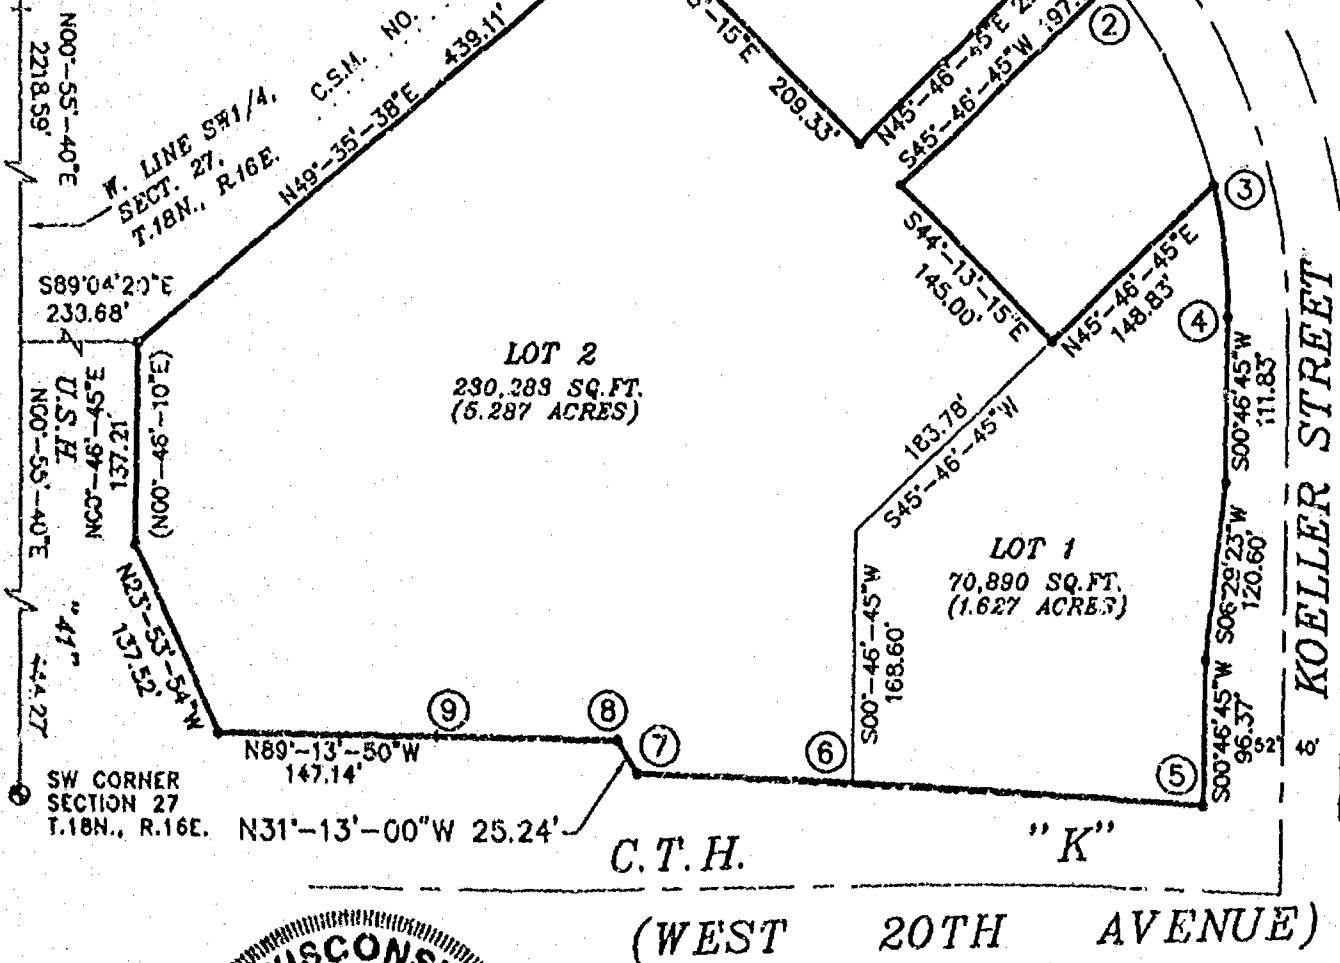 N00°-55'-40"E
2218.59'
W. LINE SW1/4,
SECT. 27,
T.18N., R.16E.
C.S.M. NO.
N49°-35'-38"E 439.11'
-15"E
209.33'
N45°-46'-45"E
S45°-46'-45"W 197.
2
3
S44°-13'-15"E
145.00'
N45°-46'-45"E
148.83'
4
S89°04'20"E
233.68'
N00°-46'-45"E
137.21'
(N00°-46'-10"E)
U.S.H.
"41"
N00°-55'-40"E
444.27
LOT 2
230,283 SQ.FT.
(5.287 ACRES)
183.78'
S45°-46'-45"W
S00°46'45"W
111.83'
KOELLER STREET
LOT 1
70,890 SQ.FT.
(1.627 ACRES)
S06°29'23"W
120.60'
S00°-46'-45"W
168.60'
N23°-53'-54"W
137.52'
S00°46'45"W
96.37'
52'
40'
9
8
7
6
5
N89°-13'-50"W
147.14'
SW CORNER
SECTION 27
T.18N., R.16E.
N31°-13'-00"W 25.24'
C.T.H. "K"
(WEST 20TH AVENUE)